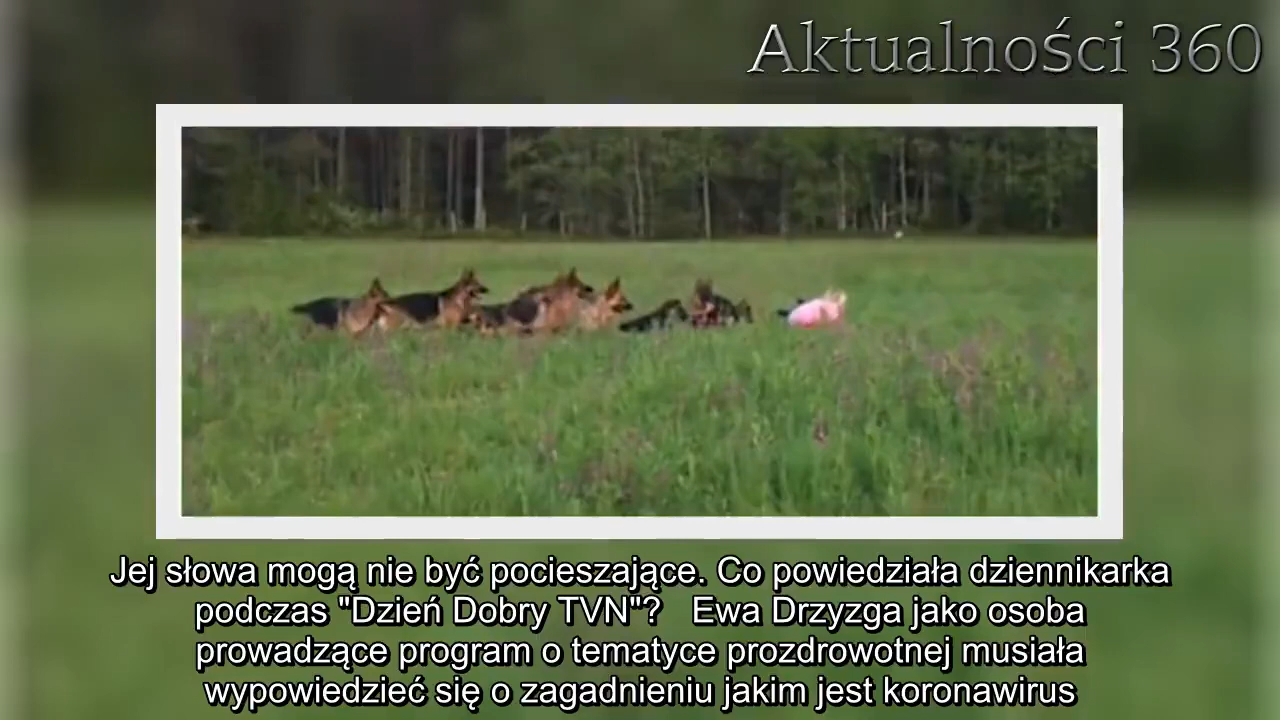 Aktualności 360
Jej słowa mogą nie być pocieszające. Co powiedziała dziennikarka
podczas "Dzień Dobry TVN"? Ewa Drzyzga jako osoba
prowadzące program o tematyce prozdrowotnej musiała
wypowiedzieć się o zagadnieniu jakim jest koronawirus